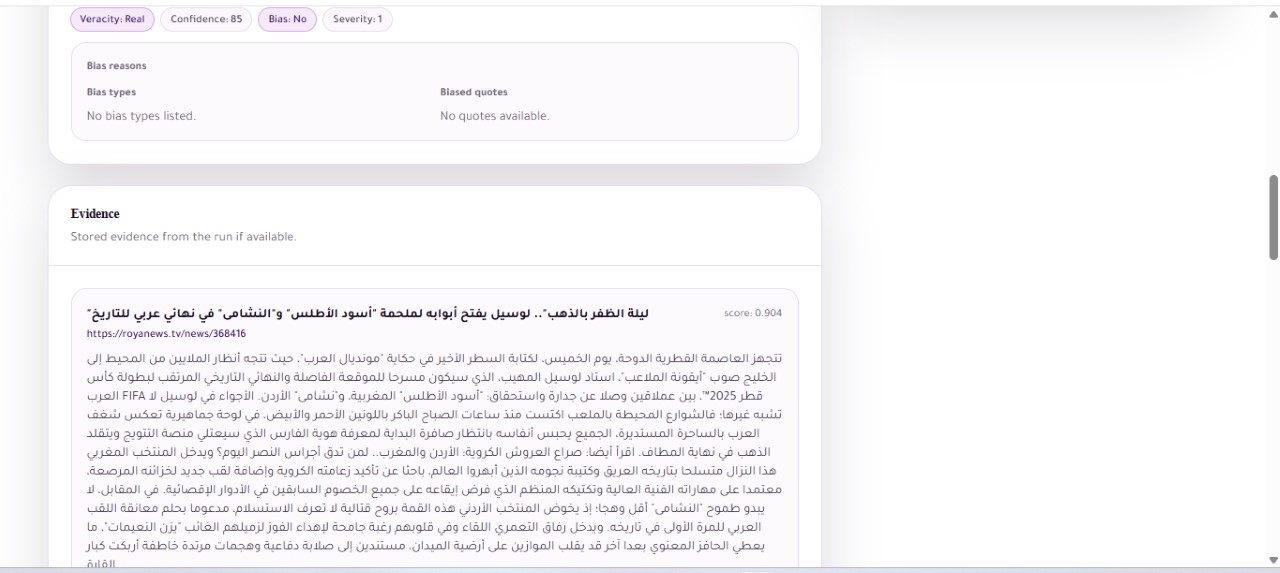 Veracity: Real
Confidence: 85
Bias: No
Severity: 1
Bias reasons
Bias types
Biased quotes
No bias types listed.
No quotes available.
Evidence
Stored evidence from the run if available.
ليلة الظفر بالذهب".. لوسيل يفتح أبوابه لملحمة "أسود الأطلس" و"النشامى" في نهائي عربي للتاريخ"
score: 0.904
https://royanews.tv/news/368416
تتجهز العاصمة القطرية الدوحة، يوم الخميس، لكتابة السطر الأخير في حكاية "مونديال العرب"، حيث تتجه أنظار الملايين من المحيط إلى
الخليج صوب "أيقونة الملاعب"، استاد لوسيل المهيب، الذي سيكون مسرحا للموقعة الفاصلة والنهائي التاريخي المرتقب لبطولة كأس
العرب FIFA قطر 2025™، بين عملاقين وصلا عن جدارة واستحقاق: "أسود الأطلس" المغربية، و"نشامى" الأردن. الأجواء في لوسيل لا
تشبه غيرها؛ فالشوارع المحيطة بالملعب اكتست منذ ساعات الصباح الباكر باللونين الأحمر والأبيض، في لوحة جماهيرية تعكس شغف
العرب بالساحرة المستديرة، الجميع يحبس أنفاسه بانتظار صافرة البداية لمعرفة هوية الفارس الذي سيعتلي منصة التتويج ويتقلد
الذهب في نهاية المطاف. اقرأ أيضا: صراع العروش الكروية: الأردن والمغرب.. لمن تدق أجراس النصر اليوم؟ ويدخل المنتخب المغربي
هذا النزال متسلحا بتاريخه العريق وكتيبة نجومه الذين أبهروا العالم، باحثا عن تأكيد زعامته الكروية وإضافة لقب جديد لخزائنه المرصعة،
معتمدا على مهاراته الفنية العالية وتكتيكه المنظم الذي فرض إيقاعه على جميع الخصوم السابقين في الأدوار الإقصائية. في المقابل، لا
يبدو طموح "النشامى" أقل وهجا؛ إذ يخوض المنتخب الأردني هذه القمة بروح قتالية لا تعرف الاستسلام، مدعوما بحلم معانقة اللقب
العربي للمرة الأولى في تاريخه. ويدخل رفاق التعمري اللقاء وفي قلوبهم رغبة جامحة لإهداء الفوز لزميلهم الغائب "يزن النعيمات"، ما
يعطي الحافز المعنوي بعدا آخر قد يقلب الموازين على أرضية الميدان، مستندين إلى صلابة دفاعية وهجمات مرتدة خاطفة أربكت كبار
القارة